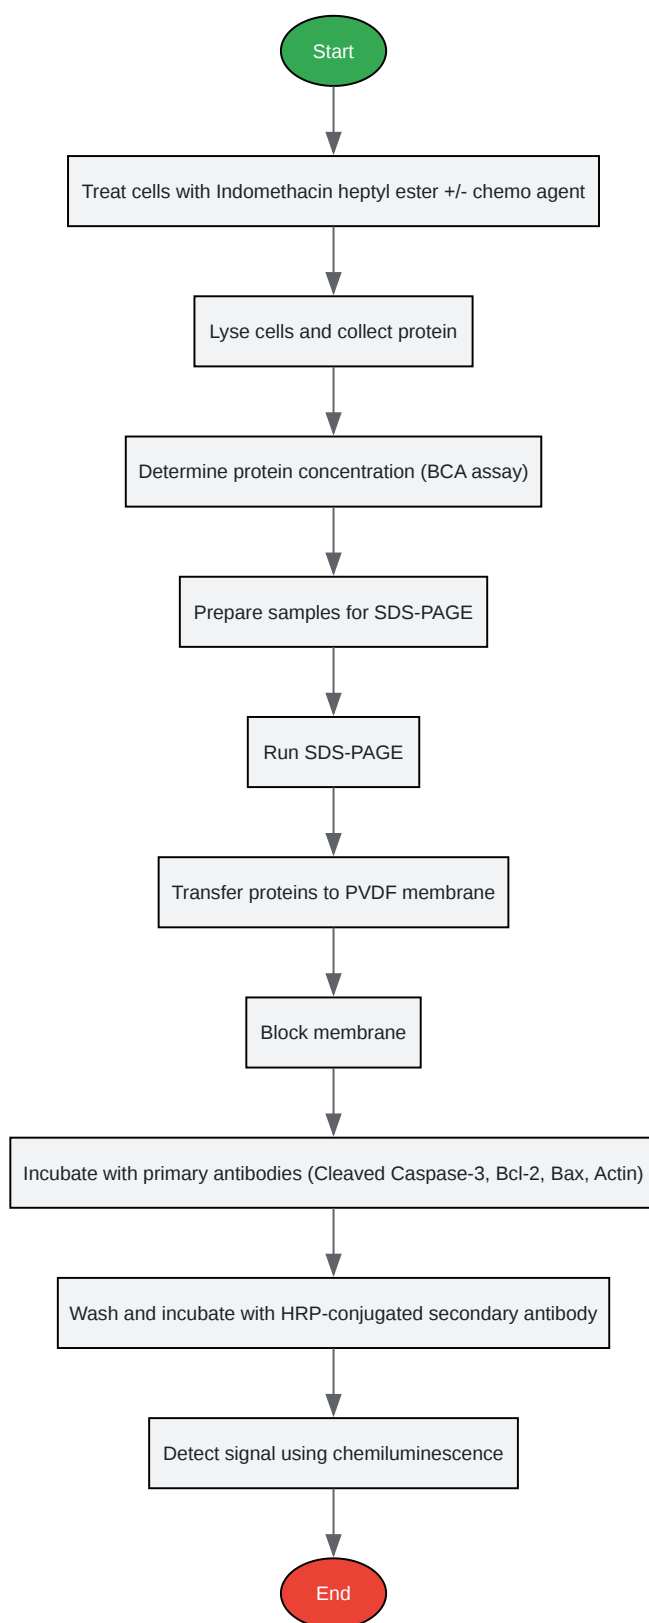 Start
Treat cells with Indomethacin heptyl ester +/- chemo agent
Lyse cells and collect protein
Determine protein concentration (BCA assay)
Prepare samples for SDS-PAGE
Run SDS-PAGE
Transfer proteins to PVDF membrane
Block membrane
Incubate with primary antibodies (Cleaved Caspase-3, Bcl-2, Bax, Actin)
Wash and incubate with HRP-conjugated secondary antibody
Detect signal using chemiluminescence
End